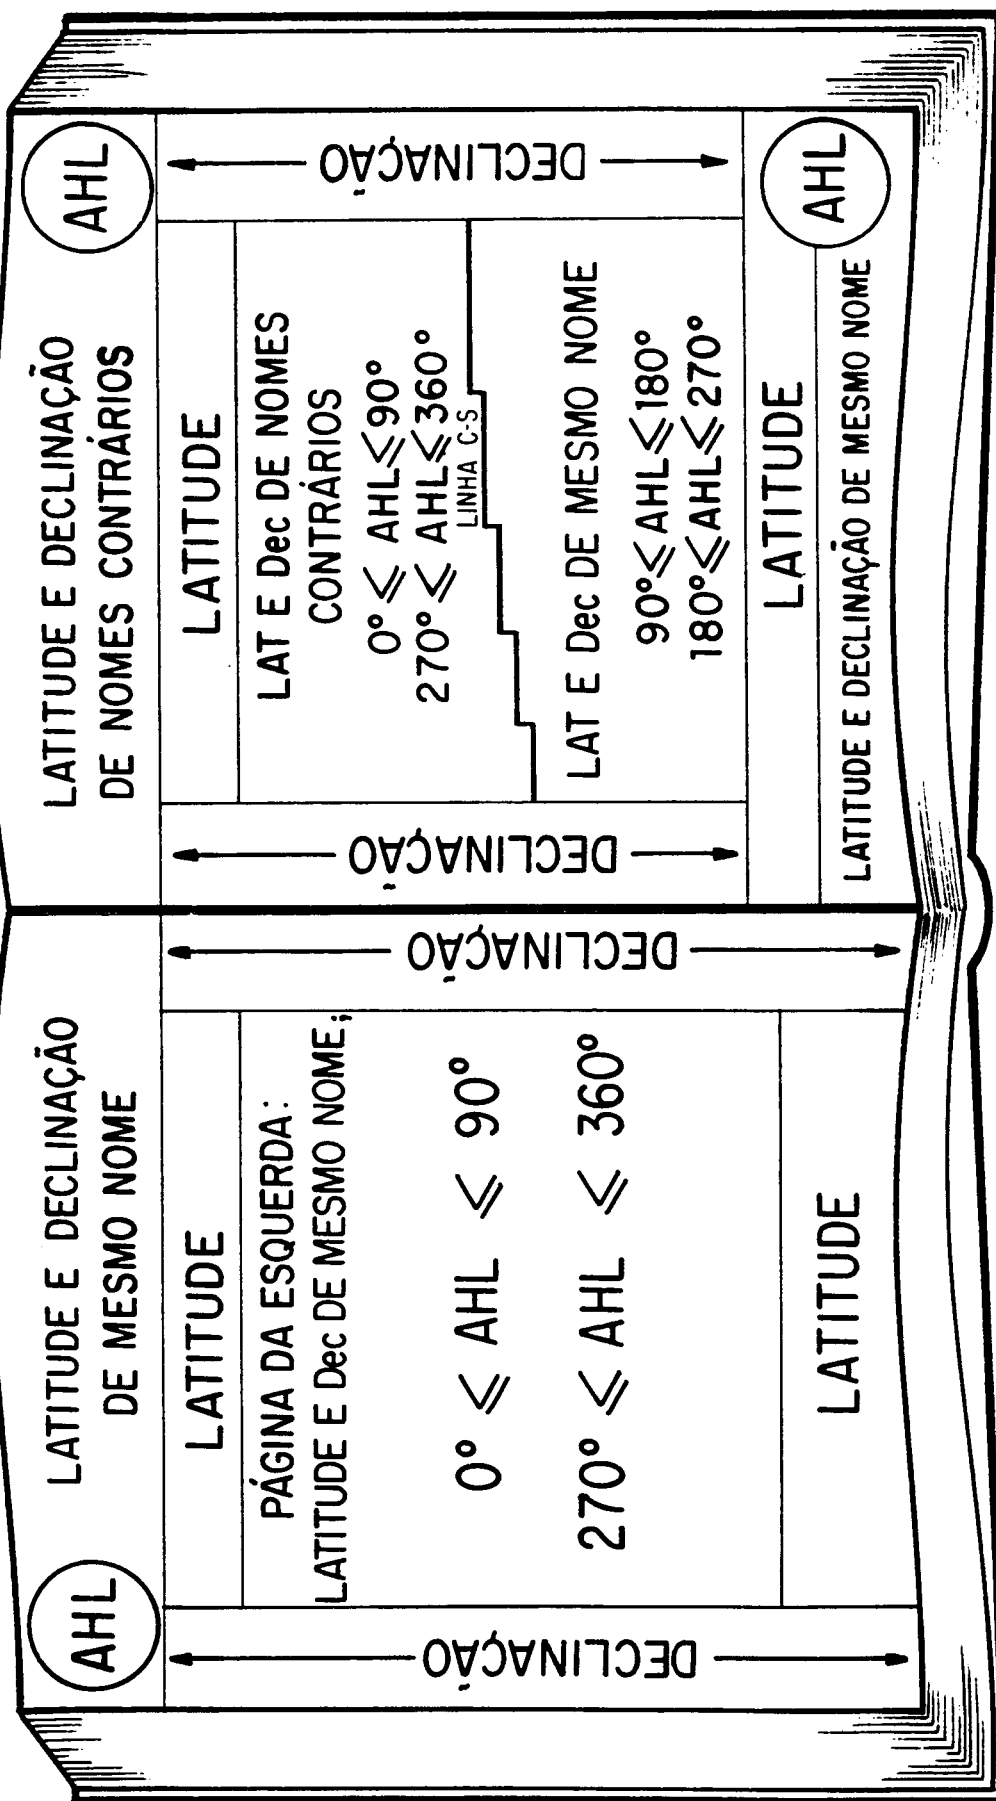 AHL
LATITUDE E DECLINAÇÃO
DE MESMO NOME
LATITUDE
DECLINAÇÃO
PÁGINA DA ESQUERDA:
LATITUDE E Dec DE MESMO NOME;
0° ⩽ AHL ⩽ 90°
270° ⩽ AHL ⩽ 360°
DECLINAÇÃO
LATITUDE
LATITUDE E DECLINAÇÃO
DE NOMES CONTRÁRIOS
AHL
LATITUDE
DECLINAÇÃO
LAT E Dec DE NOMES
CONTRÁRIOS
0° ⩽ AHL ⩽ 90°
270° ⩽ AHL ⩽ 360°
LINHA C-S
LAT E Dec DE MESMO NOME
90° ⩽ AHL ⩽ 180°
180° ⩽ AHL ⩽ 270°
DECLINAÇÃO
LATITUDE
LATITUDE E DECLINAÇÃO DE MESMO NOME
AHL